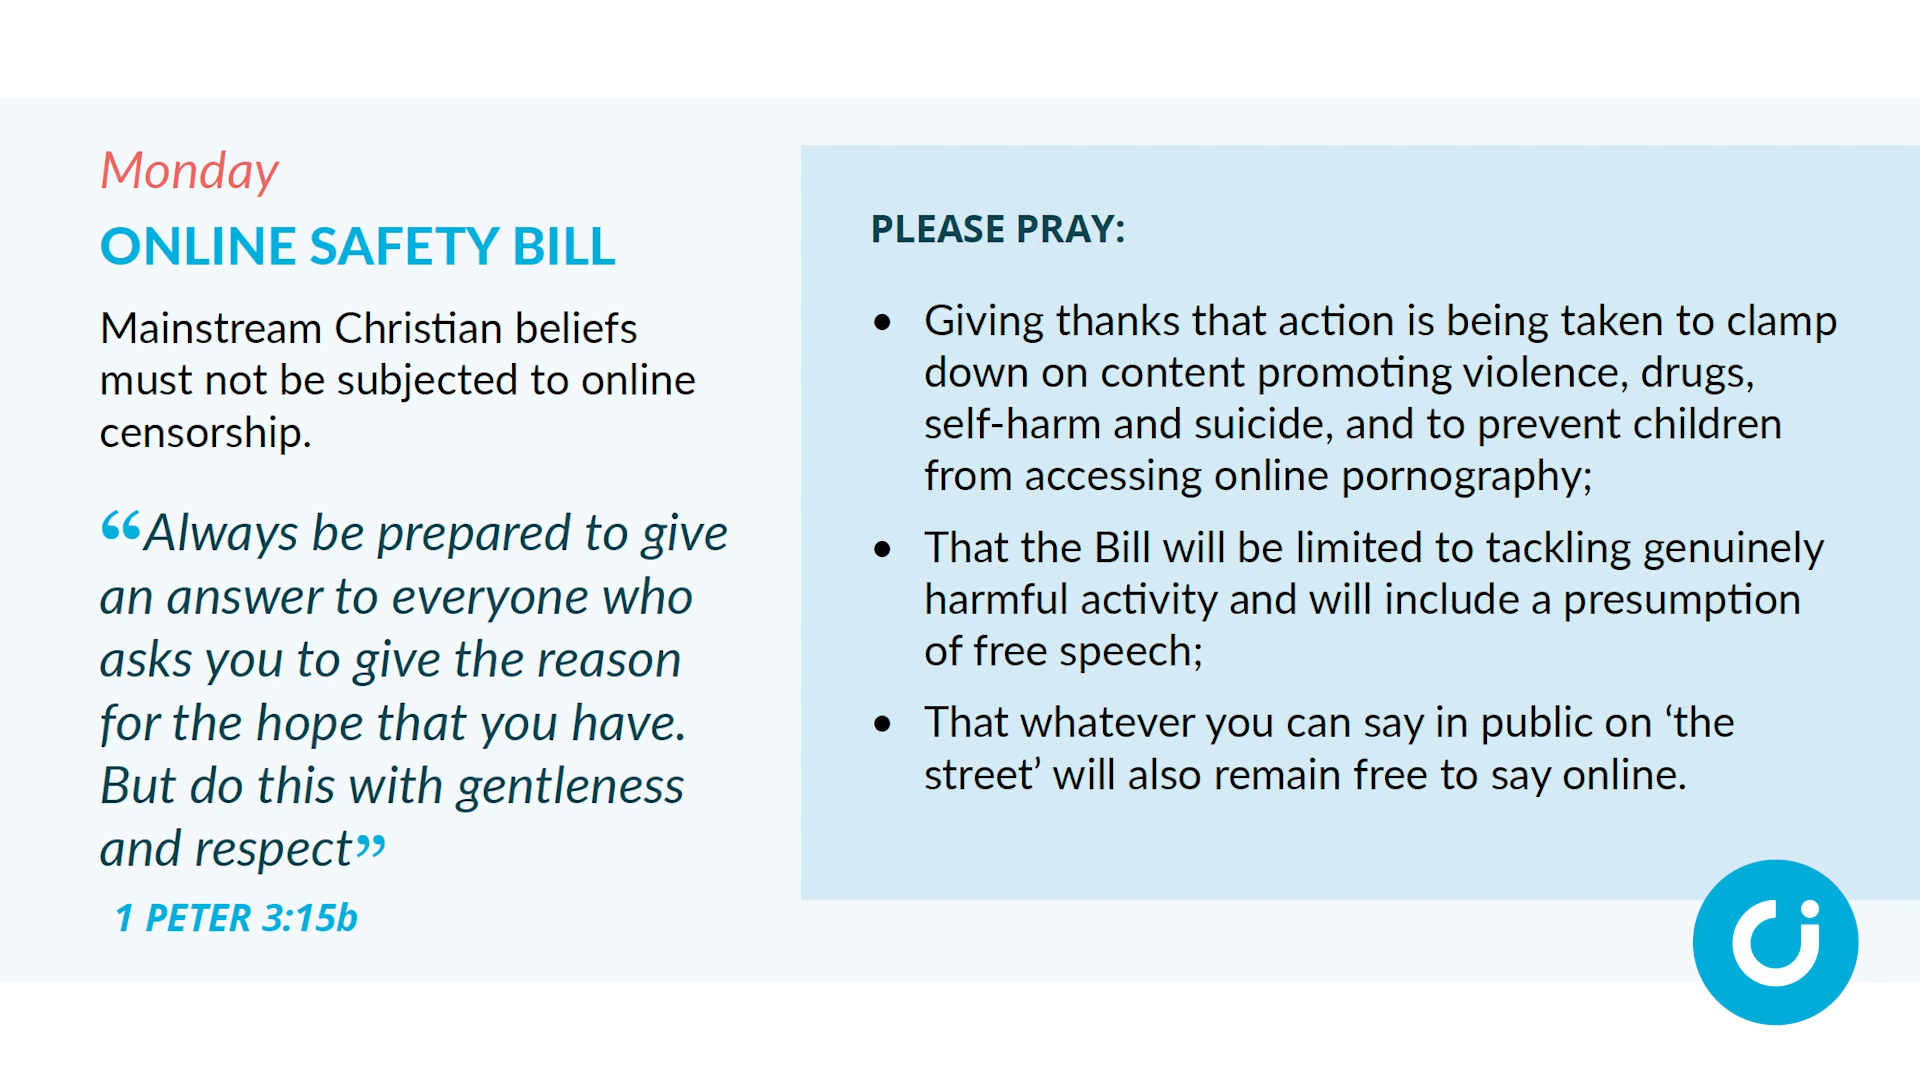 Monday
ONLINE SAFETY BILL
Mainstream Christian beliefs
must not be subjected to online
censorship.
“Always be prepared to give
an answer to everyone who
asks you to give the reason
for the hope that you have.
But do this with gentleness
and respect”
1 PETER 3:15b
PLEASE PRAY:
• Giving thanks that action is being taken to clamp
down on content promoting violence, drugs,
self-harm and suicide, and to prevent children
from accessing online pornography;
• That the Bill will be limited to tackling genuinely
harmful activity and will include a presumption
of free speech;
• That whatever you can say in public on ‘the
street’ will also remain free to say online.